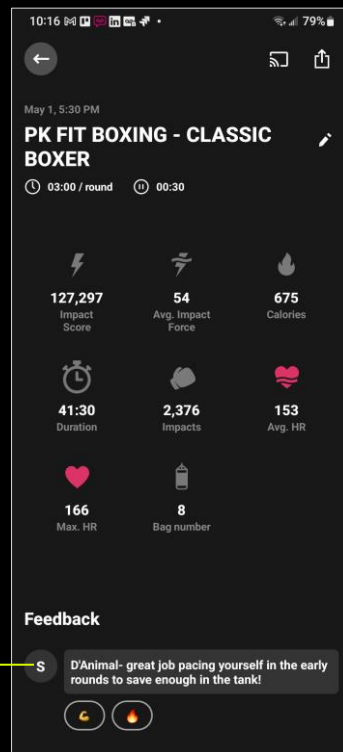 10:16
79%
May 1, 5:30 PM
PK FIT BOXING - CLASSIC
BOXER
03:00 / round 00:30
127,297 54 675
Impact Avg. Impact Calories
Score Force
41:30 2,376 153
Duration Impacts Avg. HR
166 8
Max. HR Bag number
Feedback
S
D'Animal- great job pacing yourself in the early
rounds to save enough in the tank!